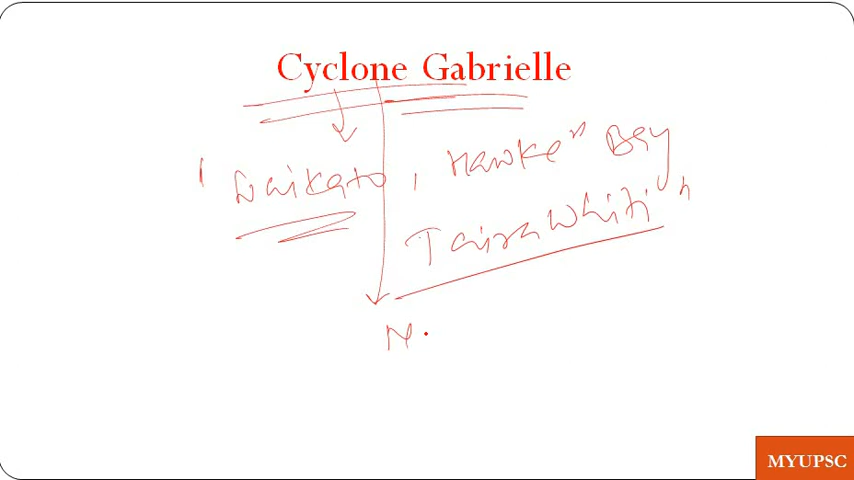 Cyclone Gabrielle
"Waikato, Hawke" Bay
Tairawhiti"
N.
MYUPSC